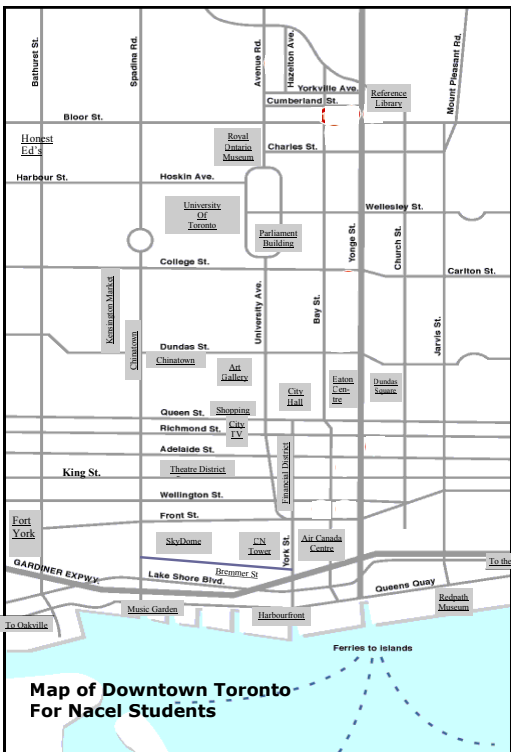 Bathurst St.
Spadina Rd.
Avenue Rd.
Hazelton Ave.
Mount Pleasant Rd.
Yorkville Ave.
Cumberland St.
Reference
Library
Bloor St.
Honest
Ed's
Royal
Ontario
Museum
Charles St.
Harbour St.
Hoskin Ave.
University
Of
Toronto
Wellesley St.
Parliament
Building
Yonge St.
Church St.
College St.
Carlton St.
Kensington Market
University Ave.
Bay St.
Jarvis St.
Chinatown
Dundas St.
Chinatown
Art
Gallery
City
Hall
Eaton
Cen-
tre
Dundas
Square
Queen St.
Shopping
Richmond St.
City
TV
Adelaide St.
Financial District
King St.
Theatre District
Wellington St.
Front St.
Fort
York
SkyDome
CN
Tower
York St.
Air Canada
Centre
To the
GARDINER EXPWY.
Lake Shore Blvd.
Bremmer St
Queens Quay
Music Garden
Harbourfront
Redpath
Museum
To Oakville
Ferries to islands
Map of Downtown Toronto
For Nacel Students